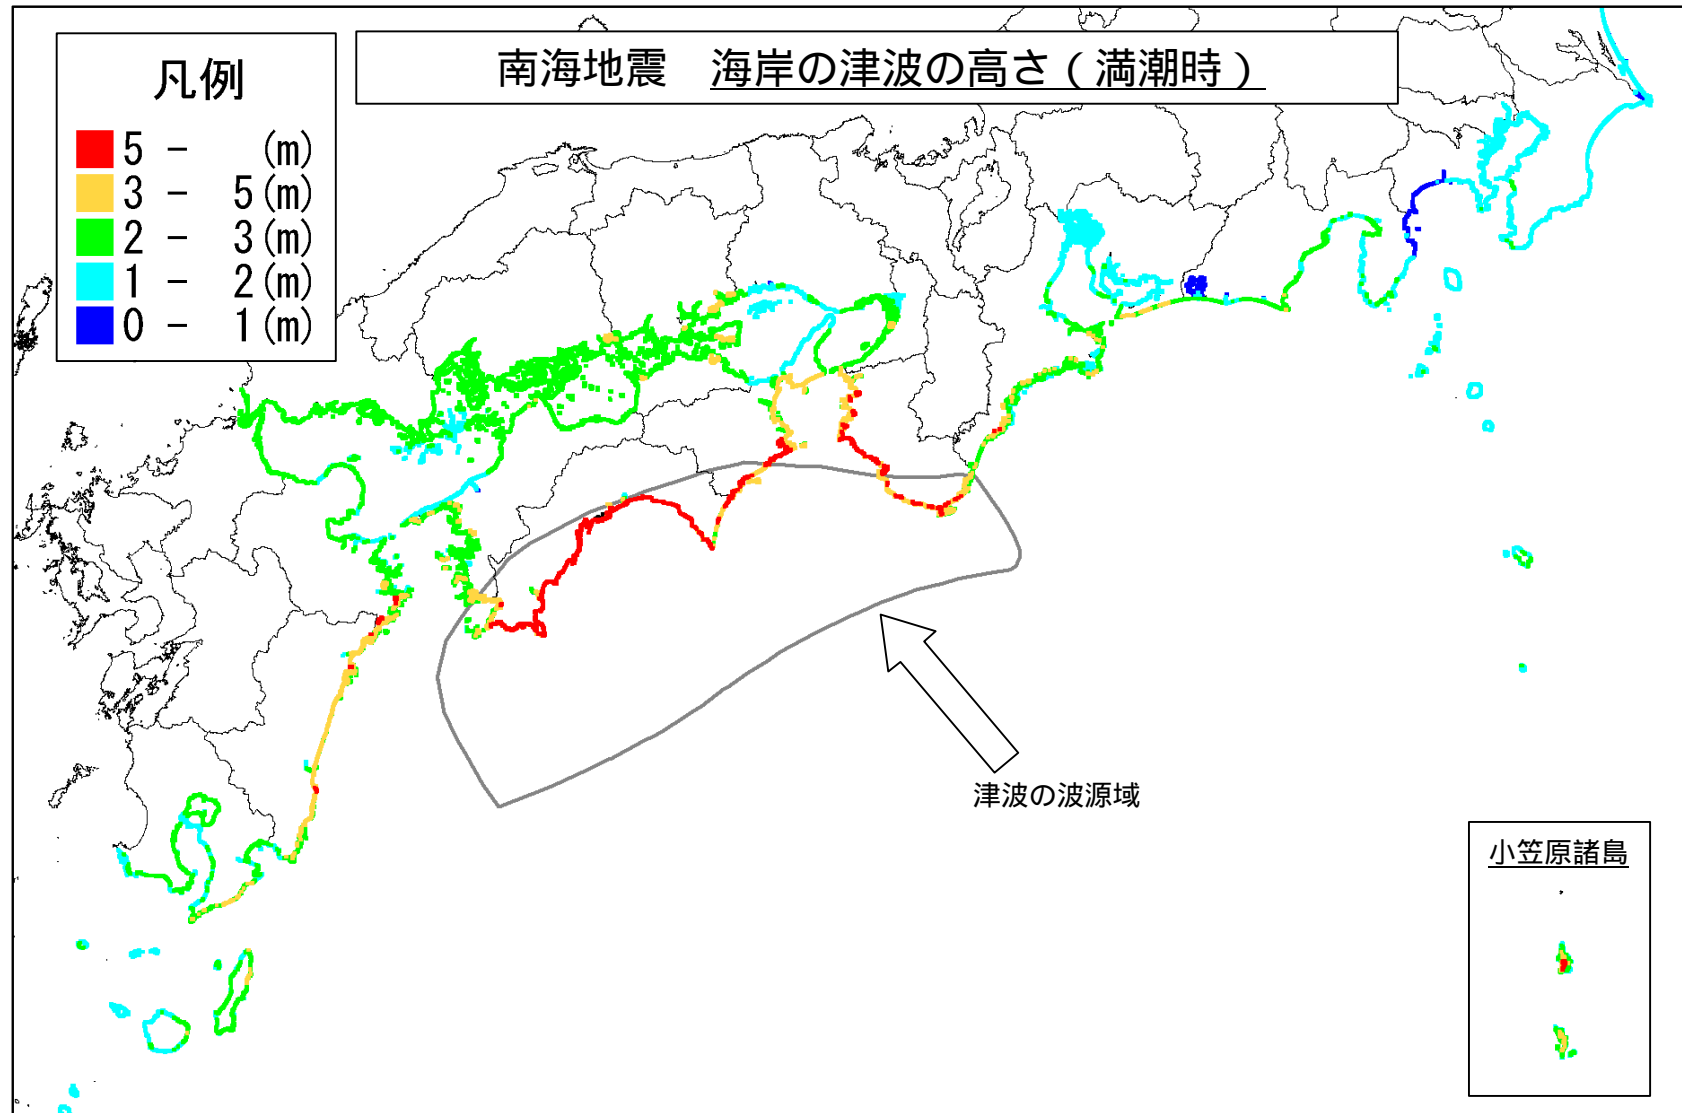 南海地震　海岸の津波の高さ（満潮時）
凡例
5 －　　(m)
3 －　5(m)
2 －　3(m)
1 －　2(m)
0 －　1(m)
津波の波源域
小笠原諸島